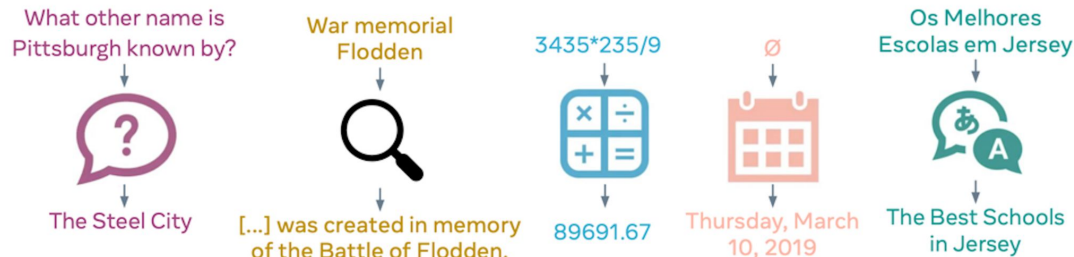 What other name is
Pittsburgh known by?
War memorial
Flodden
3435*235/9
Ø
Os Melhores
Escolas em Jersey
?
×
÷
+
=
あ
A
The Steel City
[...] was created in memory
of the Battle of Flodden.
89691.67
Thursday, March
10, 2019
The Best Schools
in Jersey